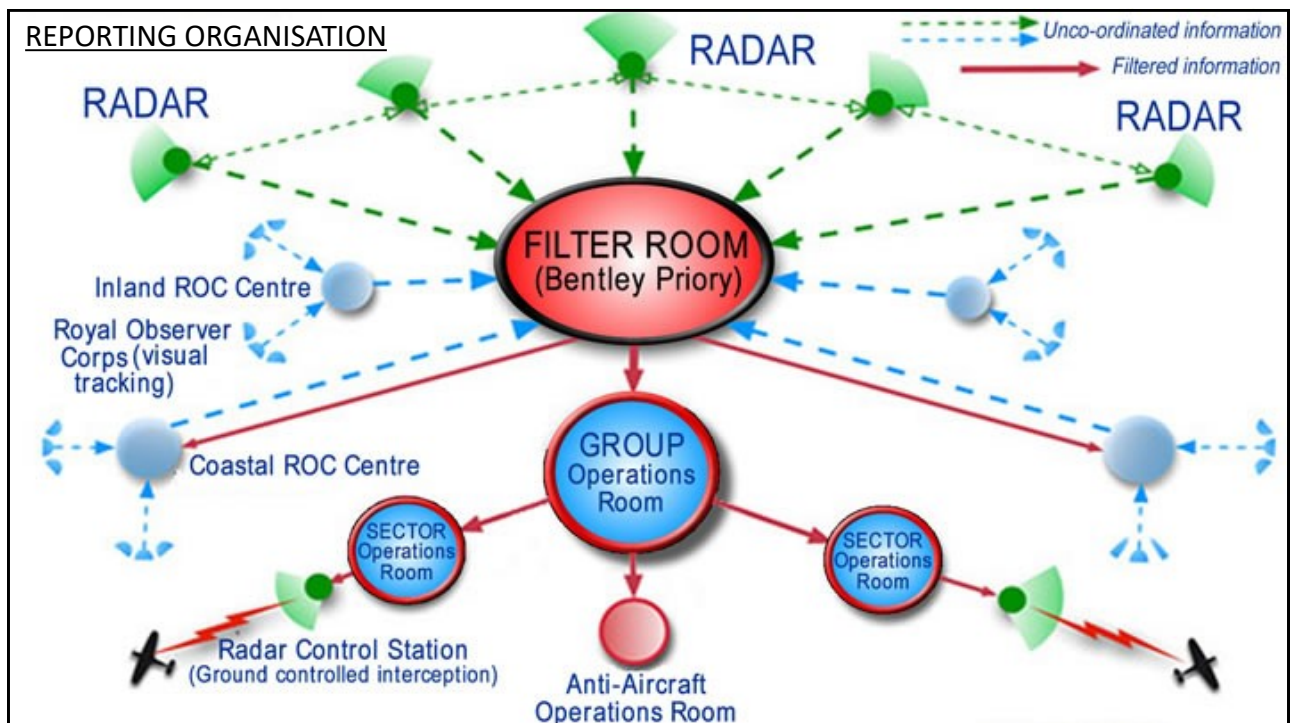 REPORTING ORGANISATION
Unco-ordinated information
Filtered information
RADAR
RADAR
RADAR
FILTER ROOM
(Bentley Priory)
Inland ROC Centre
Royal Observer
Corps (visual
tracking)
Coastal ROC Centre
GROUP
Operations
Room
SECTOR
Operations
Room
SECTOR
Operations
Room
Radar Control Station
(Ground controlled interception)
Anti-Aircraft
Operations Room